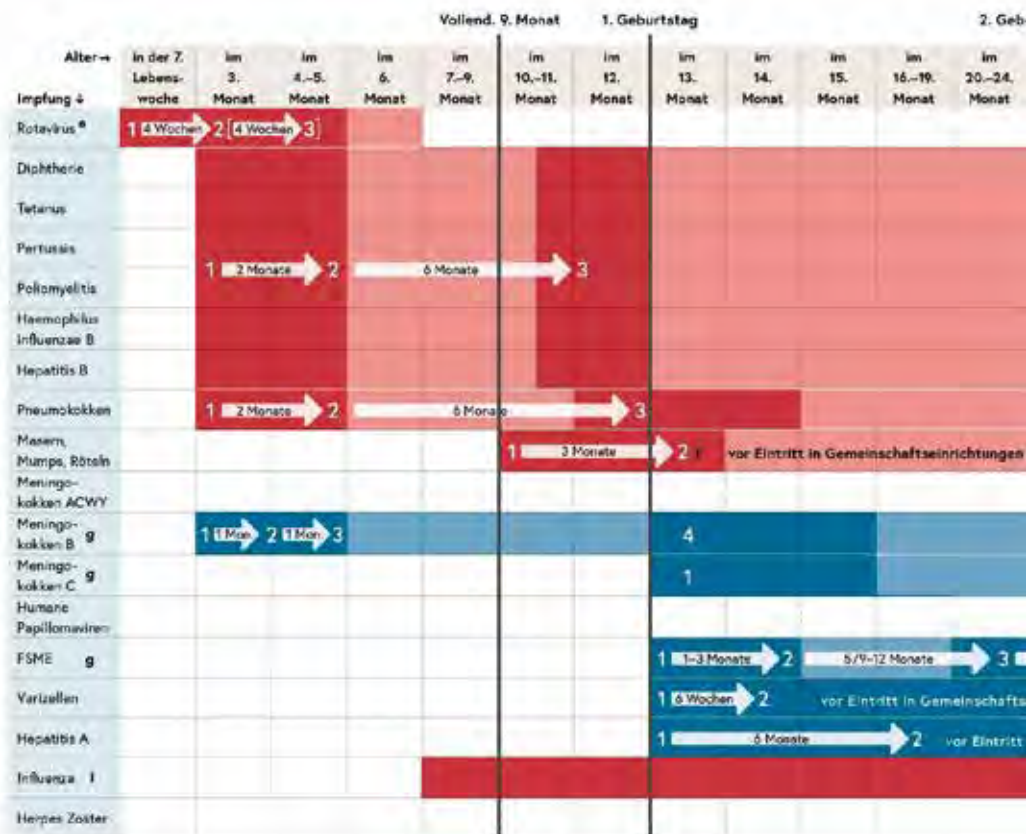 Vollend. 9. Monat 1. Geburtstag 2. Geb
Alter→ in der 7. im im im im im im im im im im im
Lebens- 3. 4.–5. 6. 7.–9. 10.–11. 12. 13. 14. 15. 16.–19. 20.–24.
Impfung ↓ woche Monat Monat Monat Monat Monat Monat Monat Monat Monat Monat Monat
Rotavirus e 1 4 Wochen 2 [4 Wochen 3]
Diphtherie
Tetanus
Pertussis
1 2 Monate 2 6 Monate 3
Poliomyelitis
Haemophilus
Influenzae B
Hepatitis B
Pneumokokken 1 2 Monate 2 6 Monate 3
Masern,
Mumps, Röteln 1 3 Monate 2 vor Eintritt in Gemeinschaftseinrichtungen
Meningo-
kokken ACWY
Meningo-
kokken B g 1 1 Mon. 2 1 Mon. 3 4
Meningo-
kokken C g 1
Humane
Papillomaviren
FSME g 1 1–3 Monate 2 5/9–12 Monate 3
Varizellen 1 6 Wochen 2 vor Eintritt in Gemeinschafts
Hepatitis A 1 6 Monate 2 vor Eintritt
Influenza
Herpes Zoster